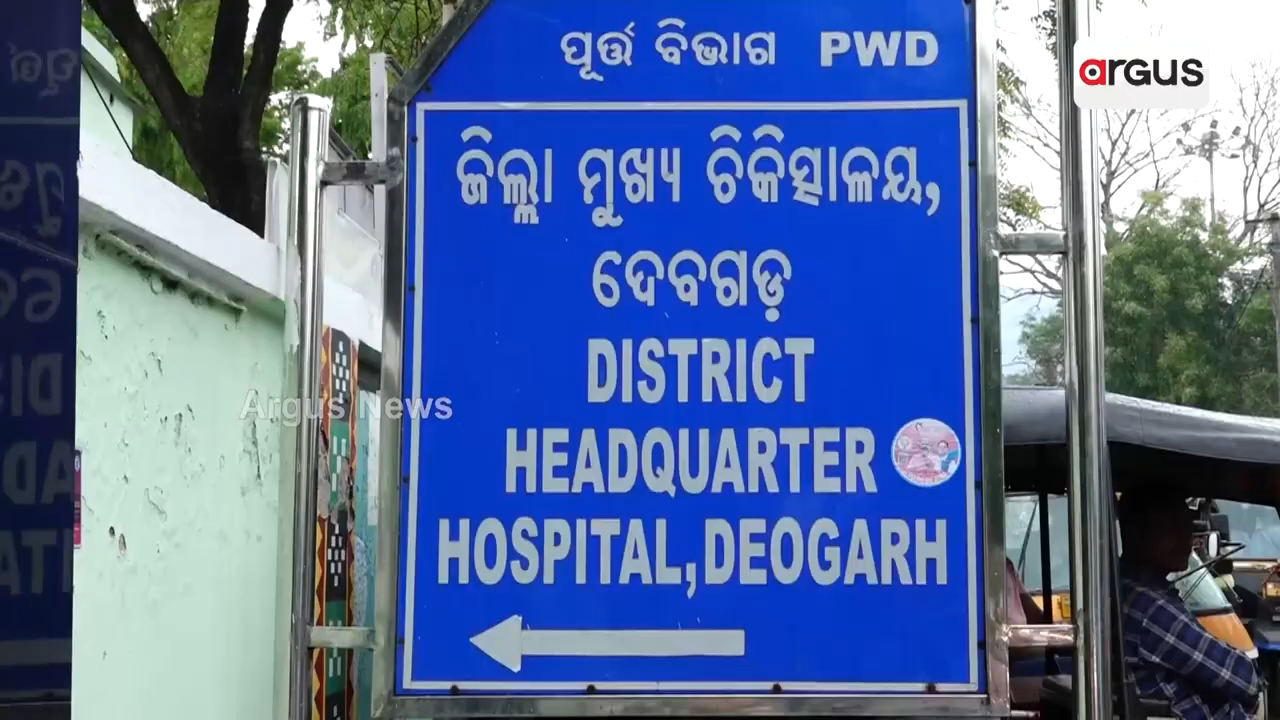 ପୂର୍ତ୍ତ ବିଭାଗ PWD
argus
ଜିଲ୍ଲା ମୁଖ୍ୟ ଚିକିତ୍ସାଳୟ,
ଦେବଗଡ଼
DISTRICT
Argus News
HEADQUARTER
HOSPITAL,DEOGARH